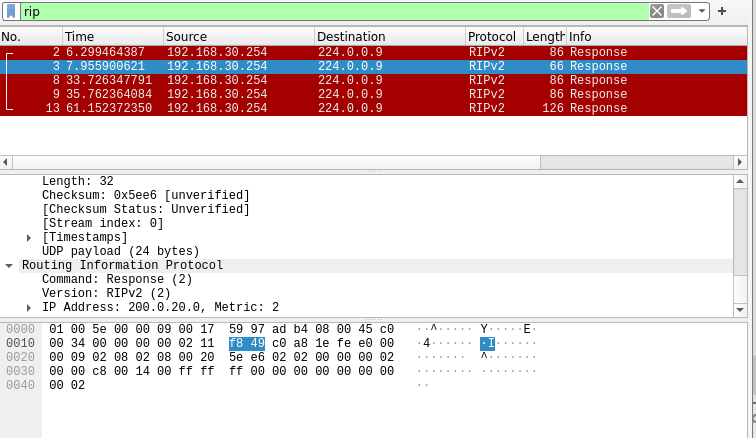 rip
No. Time Source Destination Protocol Length Info
2 6.299464387 192.168.30.254 224.0.0.9 RIPv2 86 Response
3 7.955900621 192.168.30.254 224.0.0.9 RIPv2 66 Response
8 33.726347791 192.168.30.254 224.0.0.9 RIPv2 86 Response
9 35.762364084 192.168.30.254 224.0.0.9 RIPv2 86 Response
13 61.152372350 192.168.30.254 224.0.0.9 RIPv2 126 Response
Length: 32
Checksum: 0x5ee6 [unverified]
[Checksum Status: Unverified]
[Stream index: 0]
[Timestamps]
UDP payload (24 bytes)
Routing Information Protocol
Command: Response (2)
Version: RIPv2 (2)
IP Address: 200.0.20.0, Metric: 2
0000 01 00 5e 00 00 09 00 17 59 97 ad b4 08 00 45 c0 ··^····· Y·····E·
0010 00 34 00 00 00 00 02 11 f8 49 c0 a8 1e fe e0 00 ·4······ ·I······
0020 00 09 02 08 02 08 00 20 5e e6 02 02 00 00 00 02 ······· ^·······
0030 00 00 c8 00 14 00 ff ff ff 00 00 00 00 00 00 00 ········ ········
0040 00 02 ··